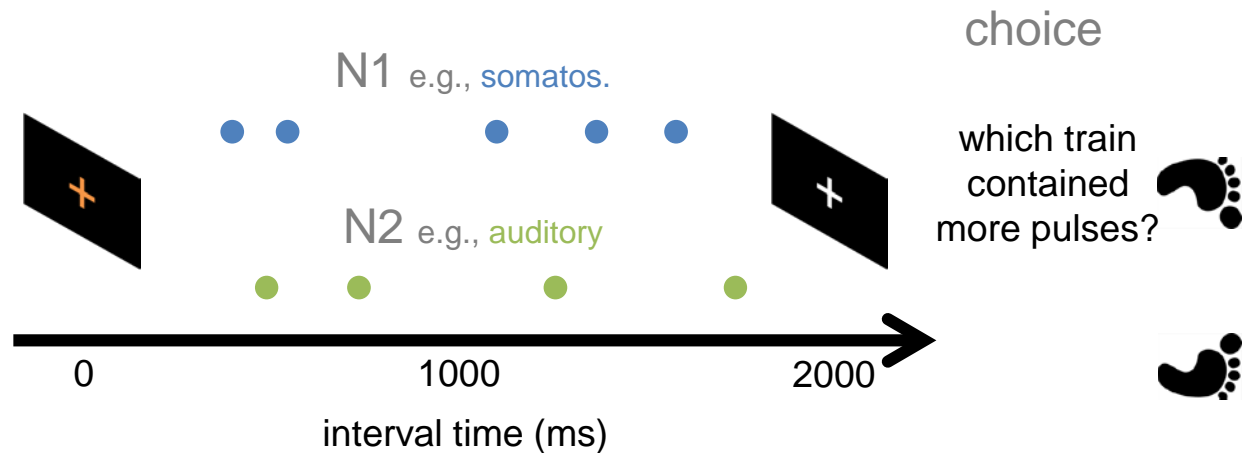 choice
N1 e.g., somatos.
which train
contained
more pulses?
N2 e.g., auditory
0 1000 2000
interval time (ms)